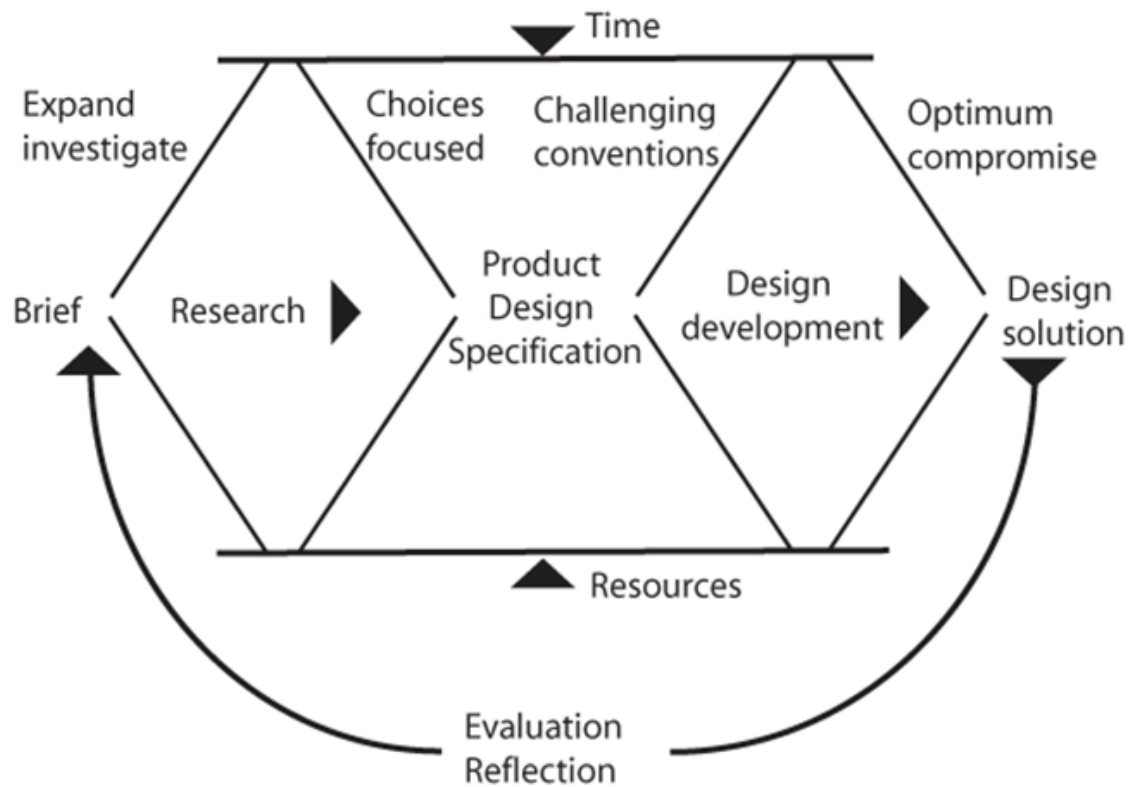 Time
Expand
investigate
Choices
focused
Challenging
conventions
Optimum
compromise
Brief
Research
Product
Design
Specification
Design
development
Design
solution
Resources
Evaluation
Reflection